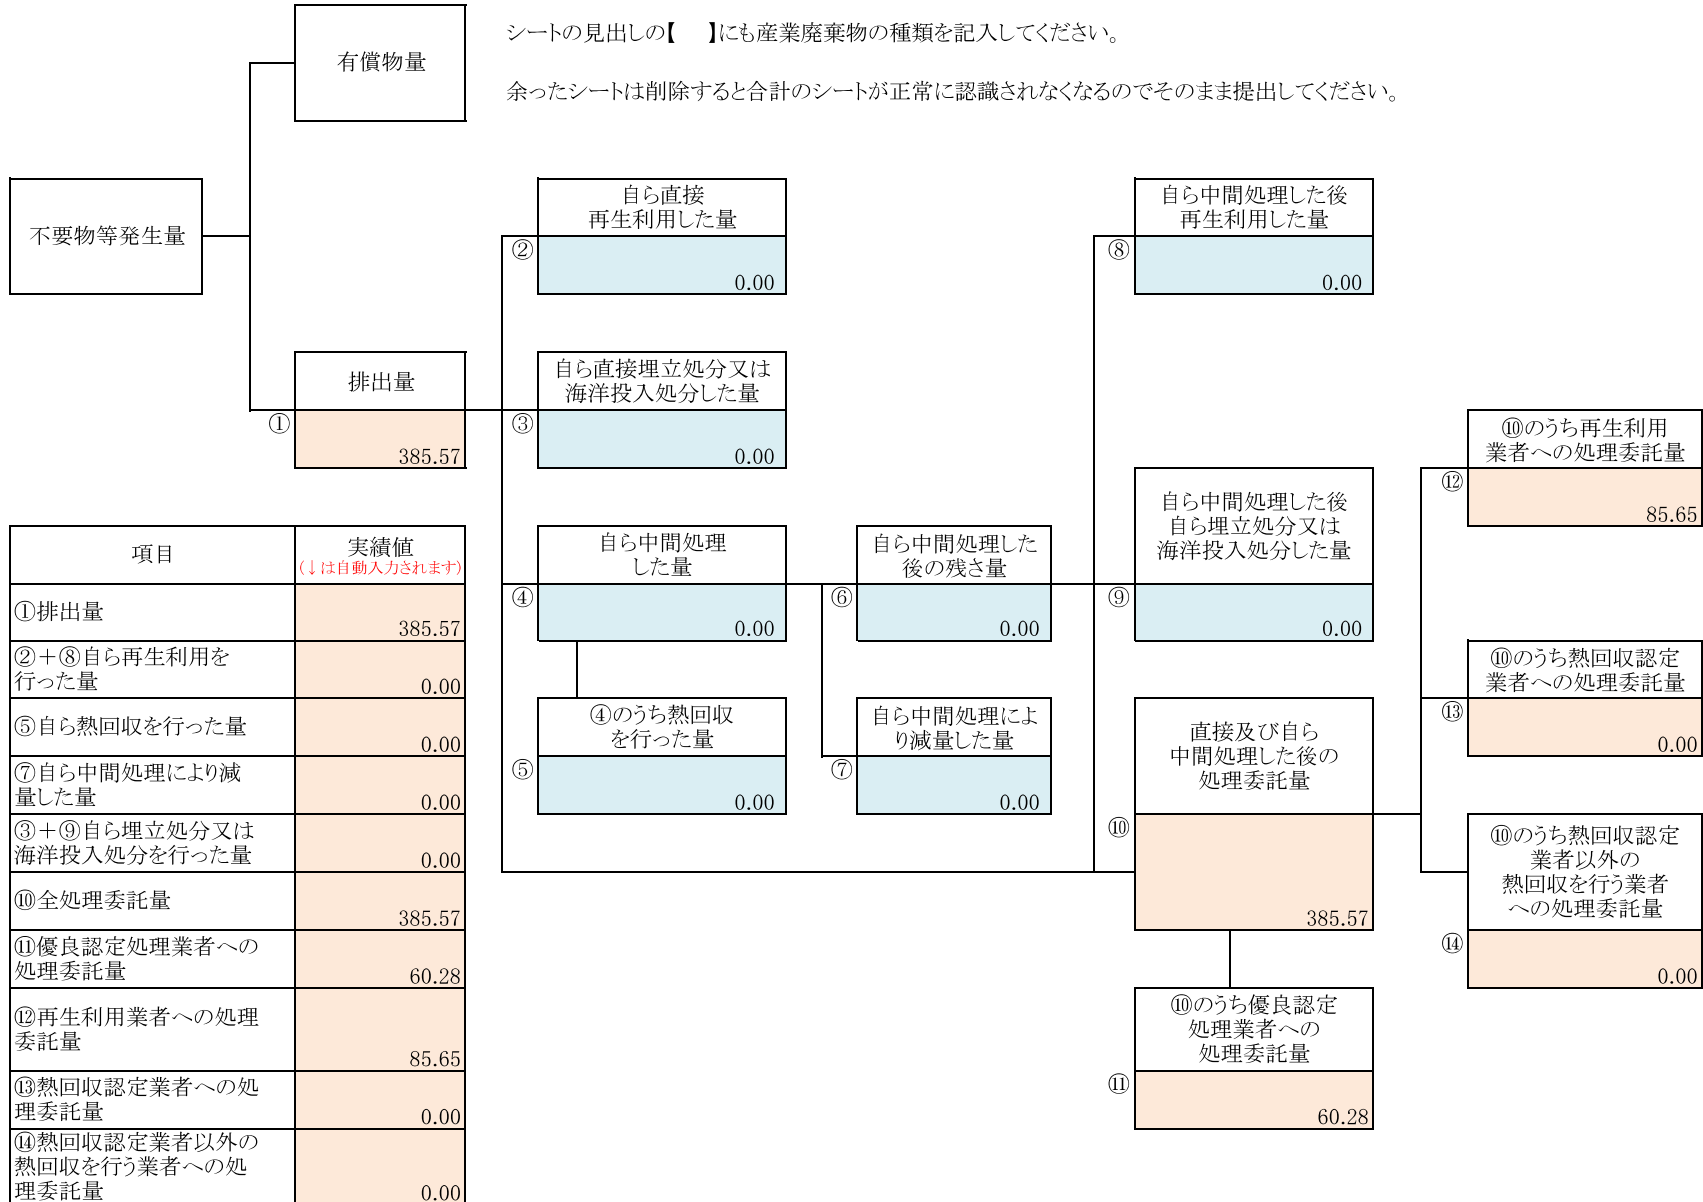 有償物量
シートの見出しの【　】にも産業廃棄物の種類を記入してください。
余ったシートは削除すると合計のシートが正常に認識されなくなるのでそのまま提出してください。
不要物等発生量
自ら直接
再生利用した量
②
0.00
自ら中間処理した後
再生利用した量
⑧
0.00
排出量
①
385.57
自ら直接埋立処分又は
海洋投入処分した量
③
0.00
⑩のうち再生利用
業者への処理委託量
⑫
85.65
自ら中間処理
した量
④
0.00
自ら中間処理した
後の残さ量
⑥
0.00
自ら中間処理した後
自ら埋立処分又は
海洋投入処分した量
⑨
0.00
⑩のうち熱回収認定
業者への処理委託量
⑬
0.00
④のうち熱回収
を行った量
⑤
0.00
自ら中間処理によ
り減量した量
⑦
0.00
直接及び自ら
中間処理した後の
処理委託量
⑩
385.57
⑩のうち熱回収認定
業者以外の
熱回収を行う業者
への処理委託量
⑭
0.00
⑩のうち優良認定
処理業者への
処理委託量
⑪
60.28
項目
実績値
（↓は自動入力されます）
①排出量
385.57
②＋⑧自ら再生利用を
行った量
0.00
⑤自ら熱回収を行った量
0.00
⑦自ら中間処理により減
量した量
0.00
③＋⑨自ら埋立処分又は
海洋投入処分を行った量
0.00
⑩全処理委託量
385.57
⑪優良認定処理業者への
処理委託量
60.28
⑫再生利用業者への処理
委託量
85.65
⑬熱回収認定業者への処
理委託量
0.00
⑭熱回収認定業者以外の
熱回収を行う業者への処
理委託量
0.00